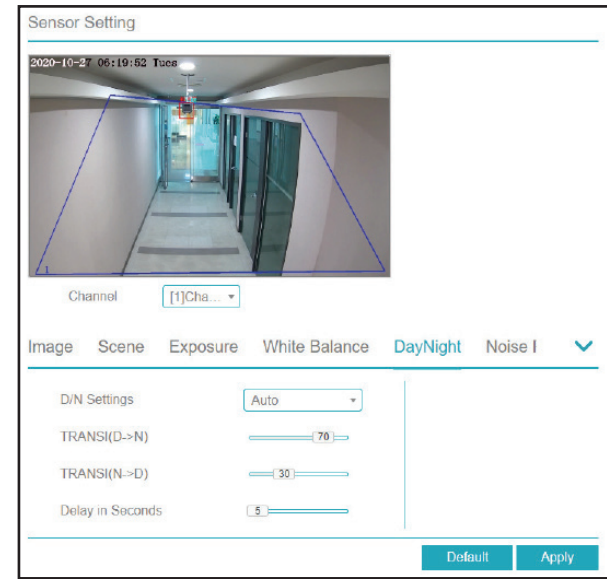 Sensor Setting
2020-10-27 06:19:52 Tues
1
Channel [1]Cha...
Image Scene Exposure White Balance DayNight Noise I
D/N Settings Auto
TRANSI(D->N) 70
TRANSI(N->D) 30
Delay in Seconds 5
Default Apply